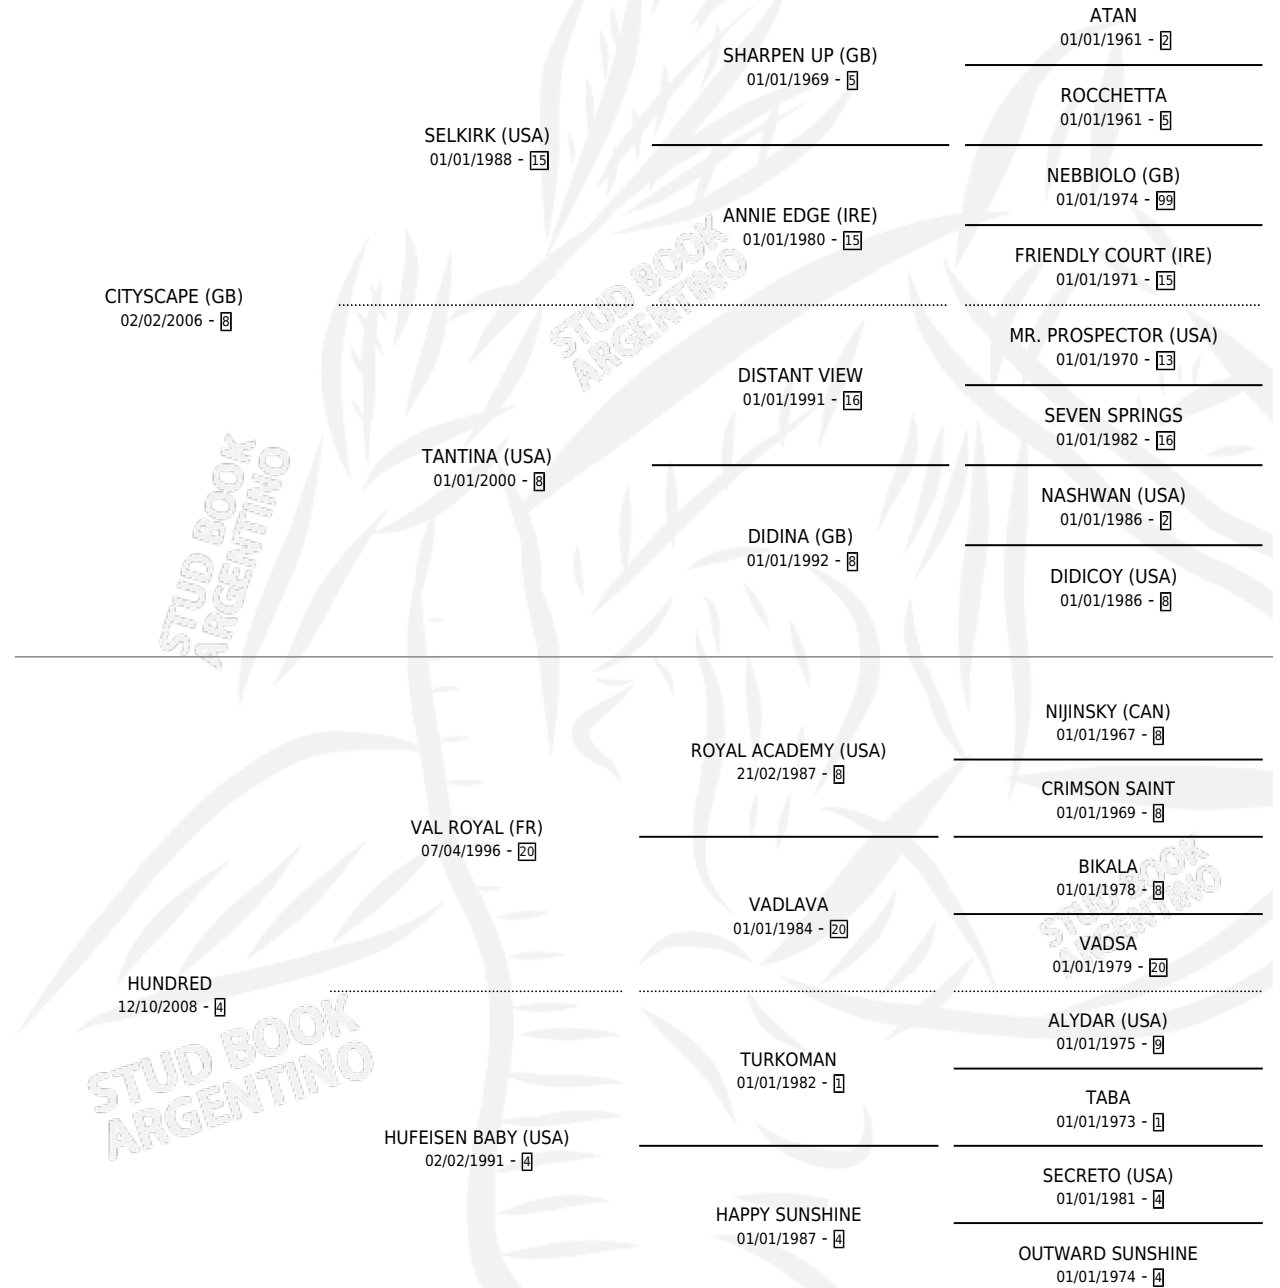 ATAN
01/01/1961 - 2
SHARPEN UP (GB)
01/01/1969 - 5
ROCCHETTA
01/01/1961 - 5
SELKIRK (USA)
01/01/1988 - 15
NEBBIOLO (GB)
01/01/1974 - 99
ANNIE EDGE (IRE)
01/01/1980 - 15
FRIENDLY COURT (IRE)
01/01/1971 - 15
CITYSCAPE (GB)
02/02/2006 - 8
STUD BOOK
ARGENTINO
MR. PROSPECTOR (USA)
01/01/1970 - 13
DISTANT VIEW
01/01/1991 - 16
SEVEN SPRINGS
01/01/1982 - 16
TANTINA (USA)
01/01/2000 - 8
NASHWAN (USA)
01/01/1986 - 2
DIDINA (GB)
01/01/1992 - 8
DIDICOY (USA)
01/01/1986 - 8
STUD BOOK
ARGENTINO
NIJINSKY (CAN)
01/01/1967 - 8
ROYAL ACADEMY (USA)
21/02/1987 - 8
CRIMSON SAINT
01/01/1969 - 8
VAL ROYAL (FR)
07/04/1996 - 20
BIKALA
01/01/1978 - 8
VADLAVA
01/01/1984 - 20
STUD BOOK
ARGENTINO
VADSA
01/01/1979 - 20
HUNDRED
12/10/2008 - 4
ALYDAR (USA)
01/01/1975 - 9
STUD BOOK
ARGENTINO
TURKOMAN
01/01/1982 - 1
TABA
01/01/1973 - 1
HUFEISEN BABY (USA)
02/02/1991 - 4
SECRETO (USA)
01/01/1981 - 4
HAPPY SUNSHINE
01/01/1987 - 4
OUTWARD SUNSHINE
01/01/1974 - 4